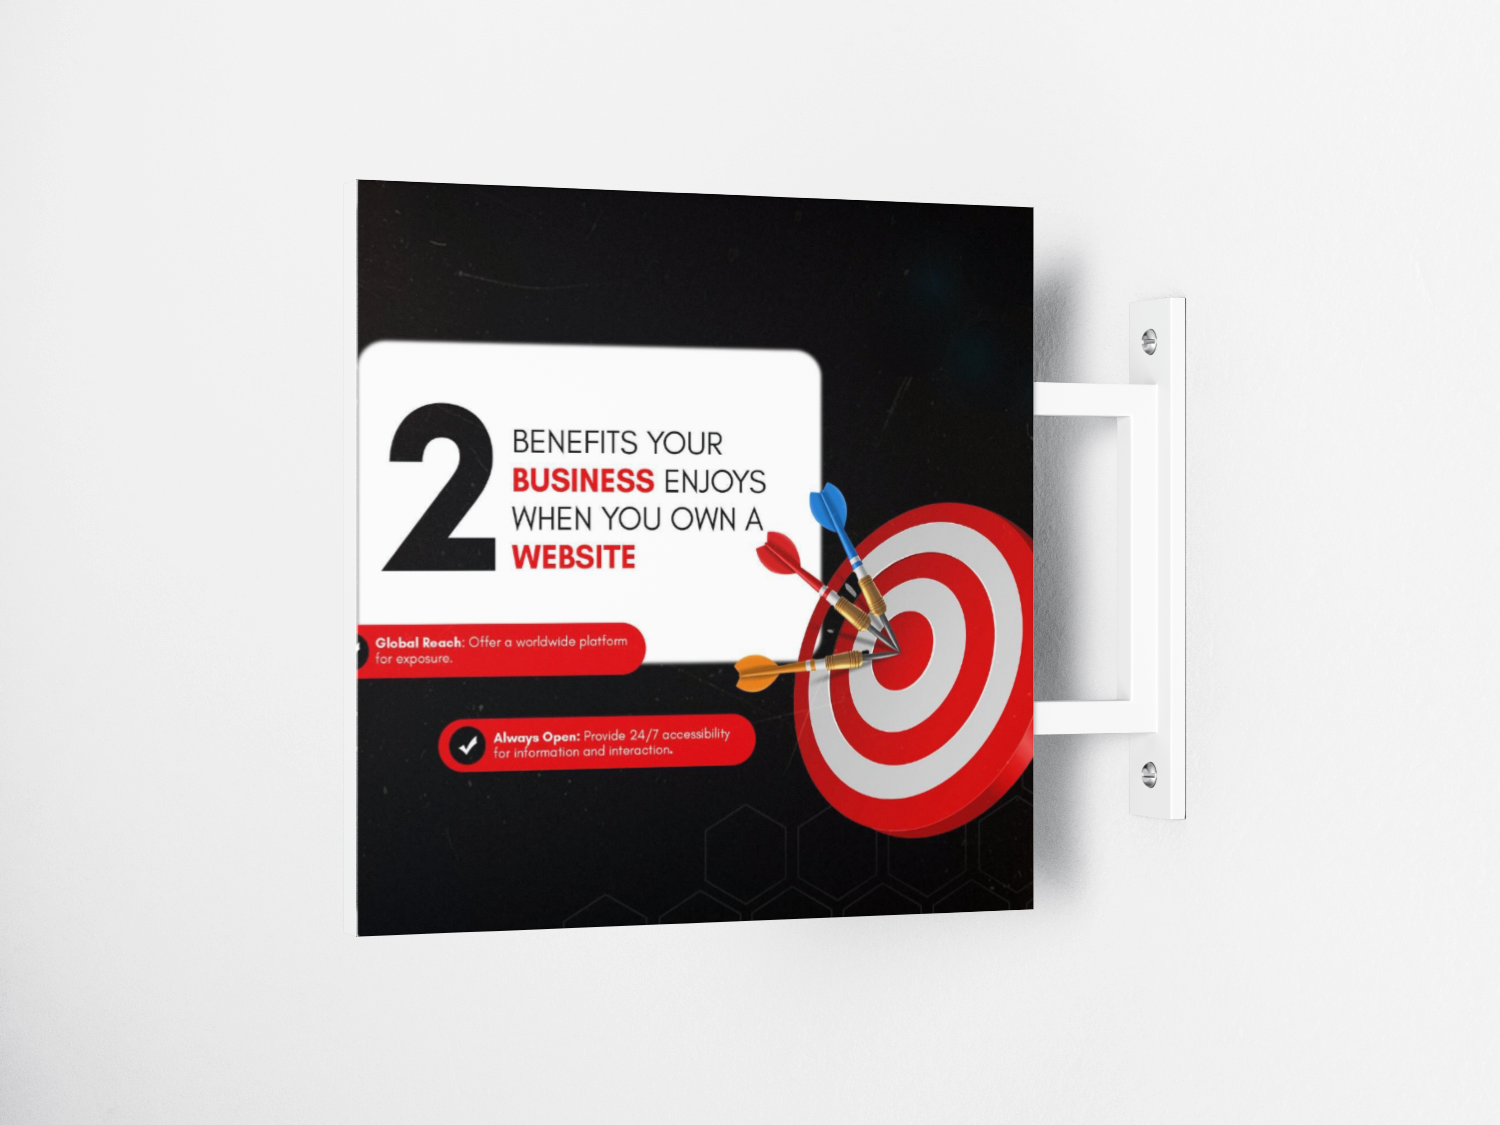 2
BENEFITS YOUR
BUSINESS ENJOYS
WHEN YOU OWN A
WEBSITE
Global Reach: Offer a worldwide platform
for exposure.
Always Open: Provide 24/7 accessibility
for information and interaction.